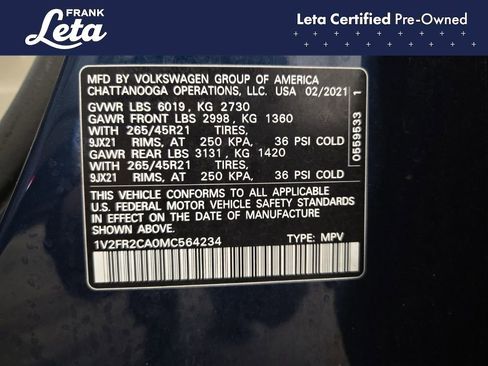 FRANK
Leta
Leta Certified Pre-Owned
MFD BY VOLKSWAGEN GROUP OF AMERICA
CHATTANOOGA OPERATIONS, LLC. USA 02/2021
GVWR LBS 6019, KG 2730
GAWR FRONT LBS 2998, KG 1360
WITH 265/45R21 TIRES,
9JX21 RIMS, AT 250 KPA, 36 PSI COLD
GAWR REAR LBS 3131, KG 1420
WITH 265/45R21 TIRES,
9JX21 RIMS, AT 250 KPA, 36 PSI COLD
THIS VEHICLE CONFORMS TO ALL APPLICABLE
U.S. FEDERAL MOTOR VEHICLE SAFETY STANDARDS
IN EFFECT ON THE DATE OF MANUFACTURE
SHOWN ABOVE.
1V2FR2CA0MC564234 TYPE: MPV
0559533 1